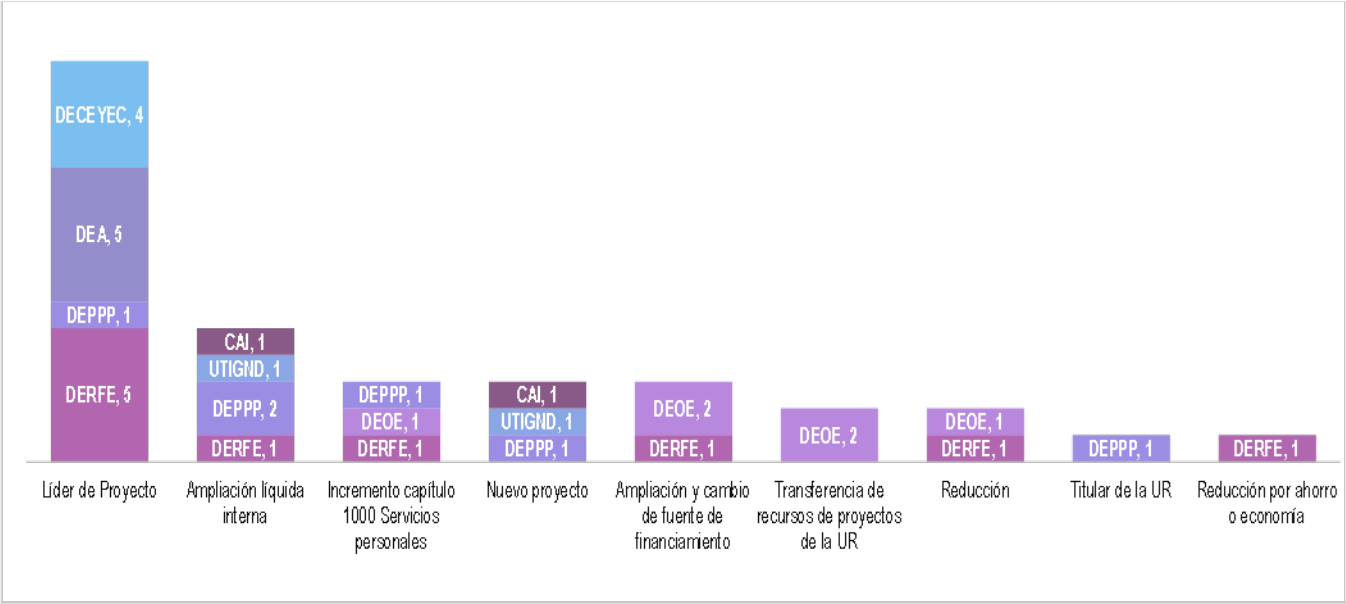 DECEYEC, 4
DEA, 5
DEPPP, 1
DERFE, 5
CAI, 1
UTIGND, 1
DEPPP, 2
DERFE, 1
DEPPP, 1
DEOE, 1
DERFE, 1
CAI, 1
UTIGND, 1
DEPPP, 1
DEOE, 2
DERFE, 1
DEOE, 2
DEOE, 1
DERFE, 1
DEPPP, 1
DERFE, 1
Líder de Proyecto
Ampliación líquida
interna
Incremento capítulo
1000 Servicios
personales
Nuevo proyecto
Ampliación y cambio
de fuente de
financiamiento
Transferencia de
recursos de proyectos
de la UR
Reducción
Titular de la UR
Reducción por ahorro
o economía